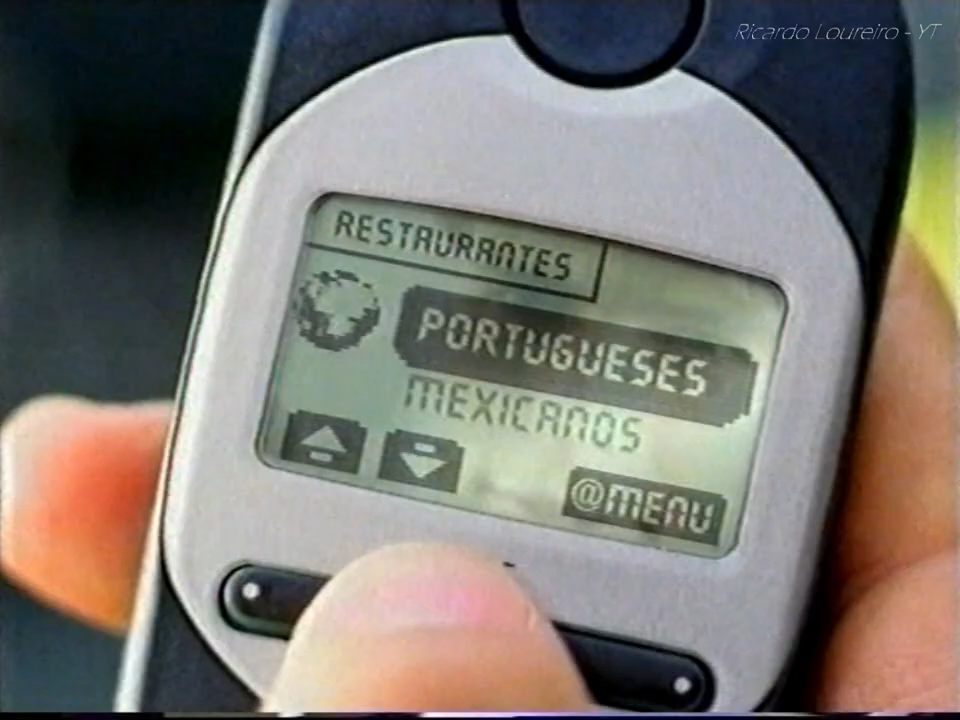 Ricardo Loureiro - YT
RESTAURANTES
PORTUGUESES
MEXICANOS
@MENU